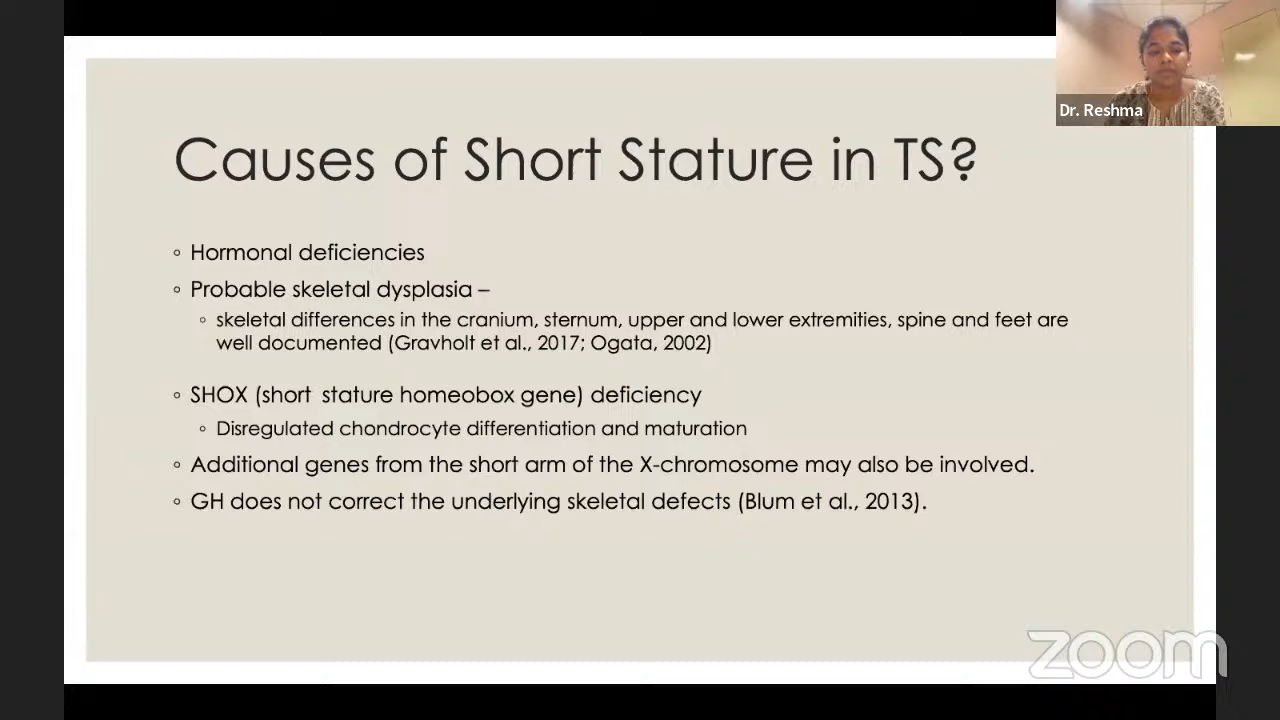 Dr. Reshma
Causes of Short Stature in TS?
◦ Hormonal deficiencies
◦ Probable skeletal dysplasia –
◦ skeletal differences in the cranium, sternum, upper and lower extremities, spine and feet are
well documented (Gravholt et al., 2017; Ogata, 2002)
◦ SHOX (short stature homeobox gene) deficiency
◦ Disregulated chondrocyte differentiation and maturation
◦ Additional genes from the short arm of the X-chromosome may also be involved.
◦ GH does not correct the underlying skeletal defects (Blum et al., 2013).
zoom